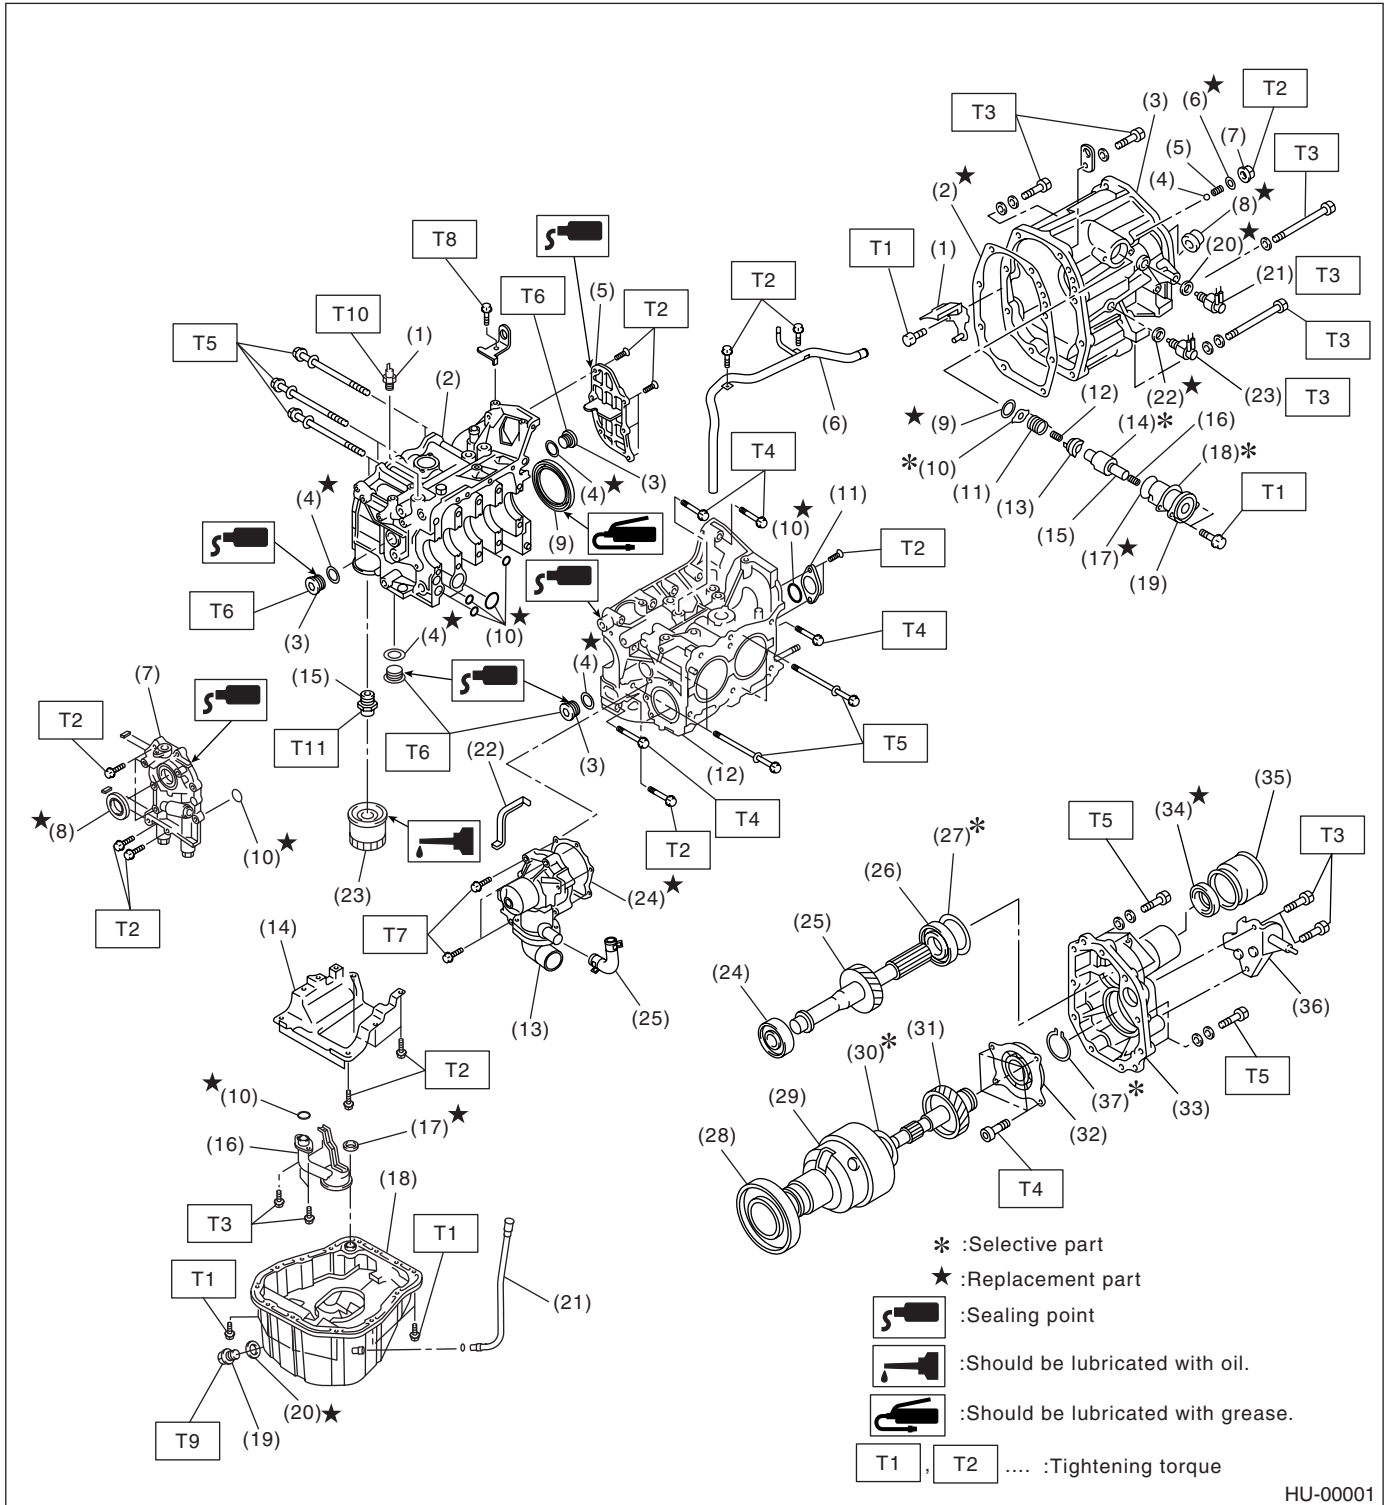 T3
(6)★
T2
(3)
(7)
(5)
T3
(2)★
(4)
(8)★
T8
T1
(1)
(20)★
(21)
T3
T6
(5)
T2
T2
T10
(1)
T5
(2)
T3
(12)
(22)★
(23)
T3
(6)
★(9)
(14)*
(16)
*(10)
(18)*
T4
(4)★
(3)
(11)
(13)
T1
(4)★
(11)
(15)
(10)★
(17)★
(9)
T2
(19)
T6
(3)
(4)★
(10)★
(4)★
T4
(7)
(15)
T2
T11
T6
(22)
(3)
(12)
T5
(35)
(34)★
★(8)
(10)★
T4
T5
(27)*
T3
T2
(26)
(23)
(24)★
T2
T7
(14)
(25)
(24)
(36)
(13)
(25)
(31)
(30)*
T2
T5
★(10)
(29)
(37)*
(33)
(17)★
(32)
(16)
(28)
T4
(18)
T3
T1
* :Selective part
T1
★ :Replacement part
(21)
:Sealing point
:Should be lubricated with oil.
(20)★
:Should be lubricated with grease.
T9
(19)
T1 , T2 .... :Tightening torque
HU-00001